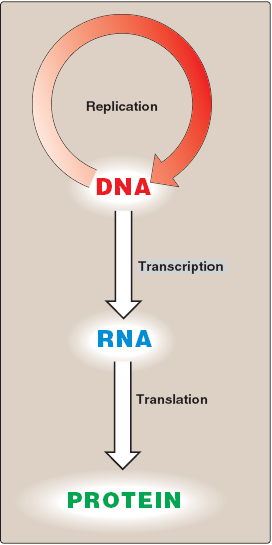 Replication
DNA
Transcription
RNA
Translation
PROTEIN